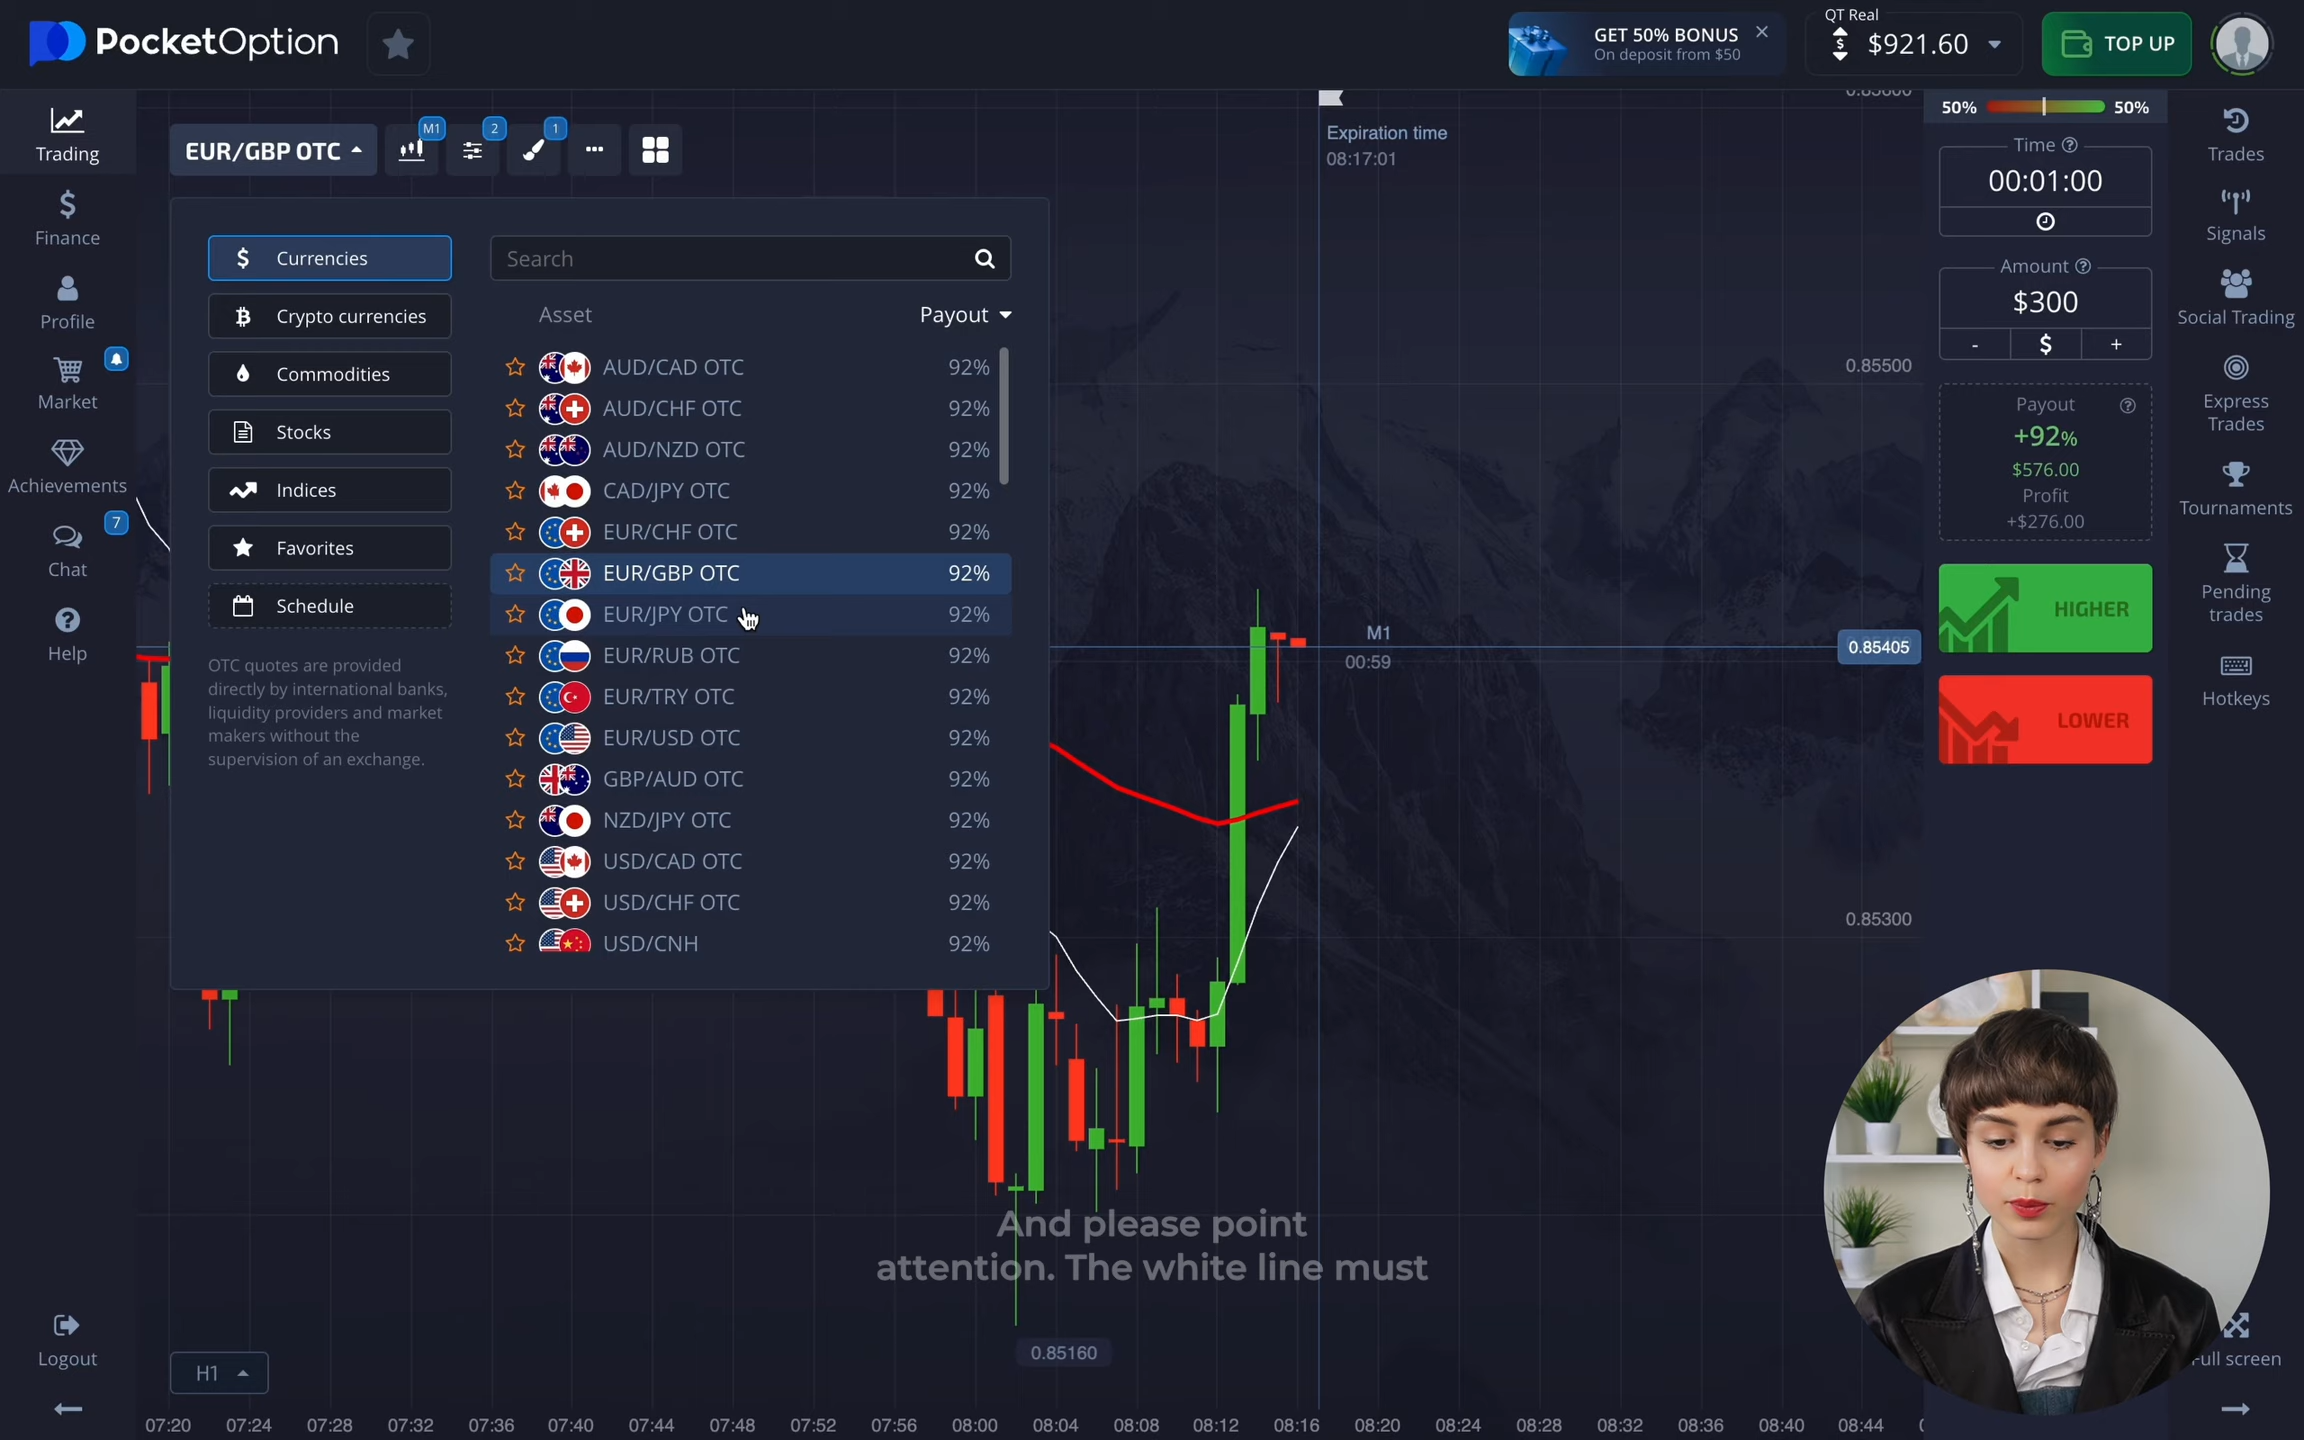 PocketOption
GET 50% BONUS
On deposit from $50
QT Real
$921.60
TOP UP
Trading
Finance
Profile
Market
Achievements
7
Chat
Help
Logout
EUR/GBP OTC
M1
2
1
Currencies
Crypto currencies
Commodities
Stocks
Indices
Favorites
Schedule
OTC quotes are provided
directly by international banks,
liquidity providers and market
makers without the
supervision of an exchange.
Search
Asset Payout
AUD/CAD OTC 92%
AUD/CHF OTC 92%
AUD/NZD OTC 92%
CAD/JPY OTC 92%
EUR/CHF OTC 92%
EUR/GBP OTC 92%
EUR/JPY OTC 92%
EUR/RUB OTC 92%
EUR/TRY OTC 92%
EUR/USD OTC 92%
GBP/AUD OTC 92%
NZD/JPY OTC 92%
USD/CAD OTC 92%
USD/CHF OTC 92%
USD/CNH 92%
Expiration time
08:17:01
M1
00:59
0.85500
0.85405
0.85300
0.85160
And please point
attention. The white line must
H1
07:20 07:24 07:28 07:32 07:36 07:40 07:44 07:48 07:52 07:56 08:00 08:04 08:08 08:12 08:16 08:20 08:24 08:28 08:32 08:36 08:40 08:44
50% 50%
Time
00:01:00
Amount
$300
- $ +
Payout
+92%
$576.00
Profit
+$276.00
HIGHER
LOWER
Trades
Signals
Social Trading
Express
Trades
Tournaments
Pending
trades
Hotkeys
screen